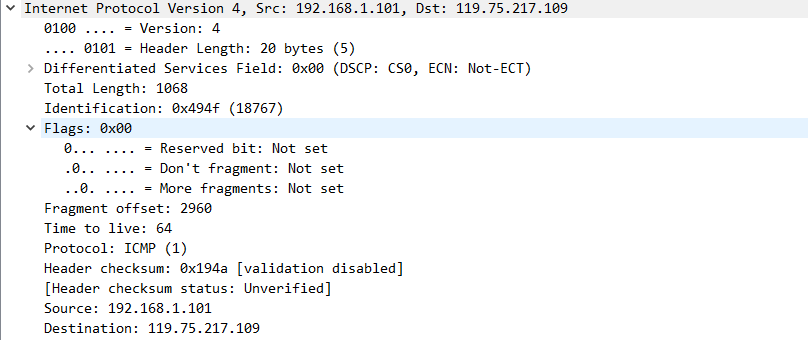 Internet Protocol Version 4, Src: 192.168.1.101, Dst: 119.75.217.109
0100 .... = Version: 4
.... 0101 = Header Length: 20 bytes (5)
Differentiated Services Field: 0x00 (DSCP: CS0, ECN: Not-ECT)
Total Length: 1068
Identification: 0x494f (18767)
Flags: 0x00
0... .... = Reserved bit: Not set
.0.. .... = Don't fragment: Not set
..0. .... = More fragments: Not set
Fragment offset: 2960
Time to live: 64
Protocol: ICMP (1)
Header checksum: 0x194a [validation disabled]
[Header checksum status: Unverified]
Source: 192.168.1.101
Destination: 119.75.217.109